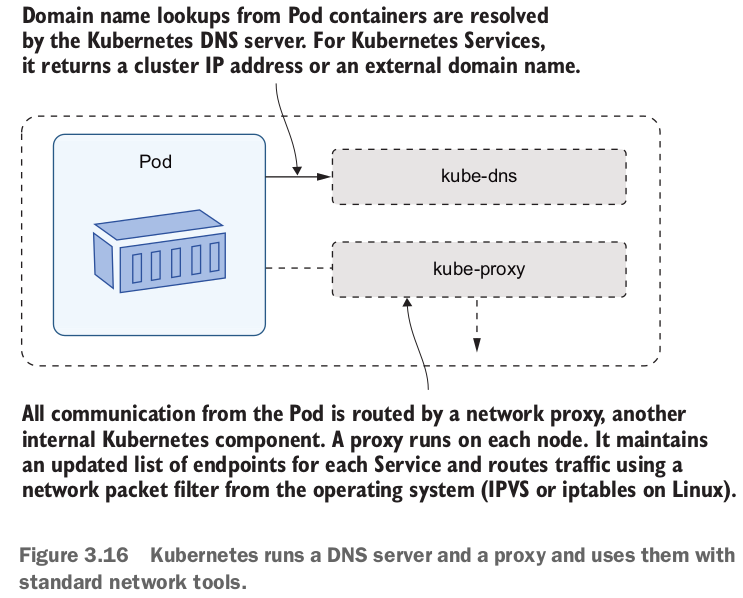 Domain name lookups from Pod containers are resolved
by the Kubernetes DNS server. For Kubernetes Services,
it returns a cluster IP address or an external domain name.
Pod
kube-dns
kube-proxy
All communication from the Pod is routed by a network proxy, another
internal Kubernetes component. A proxy runs on each node. It maintains
an updated list of endpoints for each Service and routes traffic using a
network packet filter from the operating system (IPVS or iptables on Linux).
Figure 3.16 Kubernetes runs a DNS server and a proxy and uses them with
standard network tools.